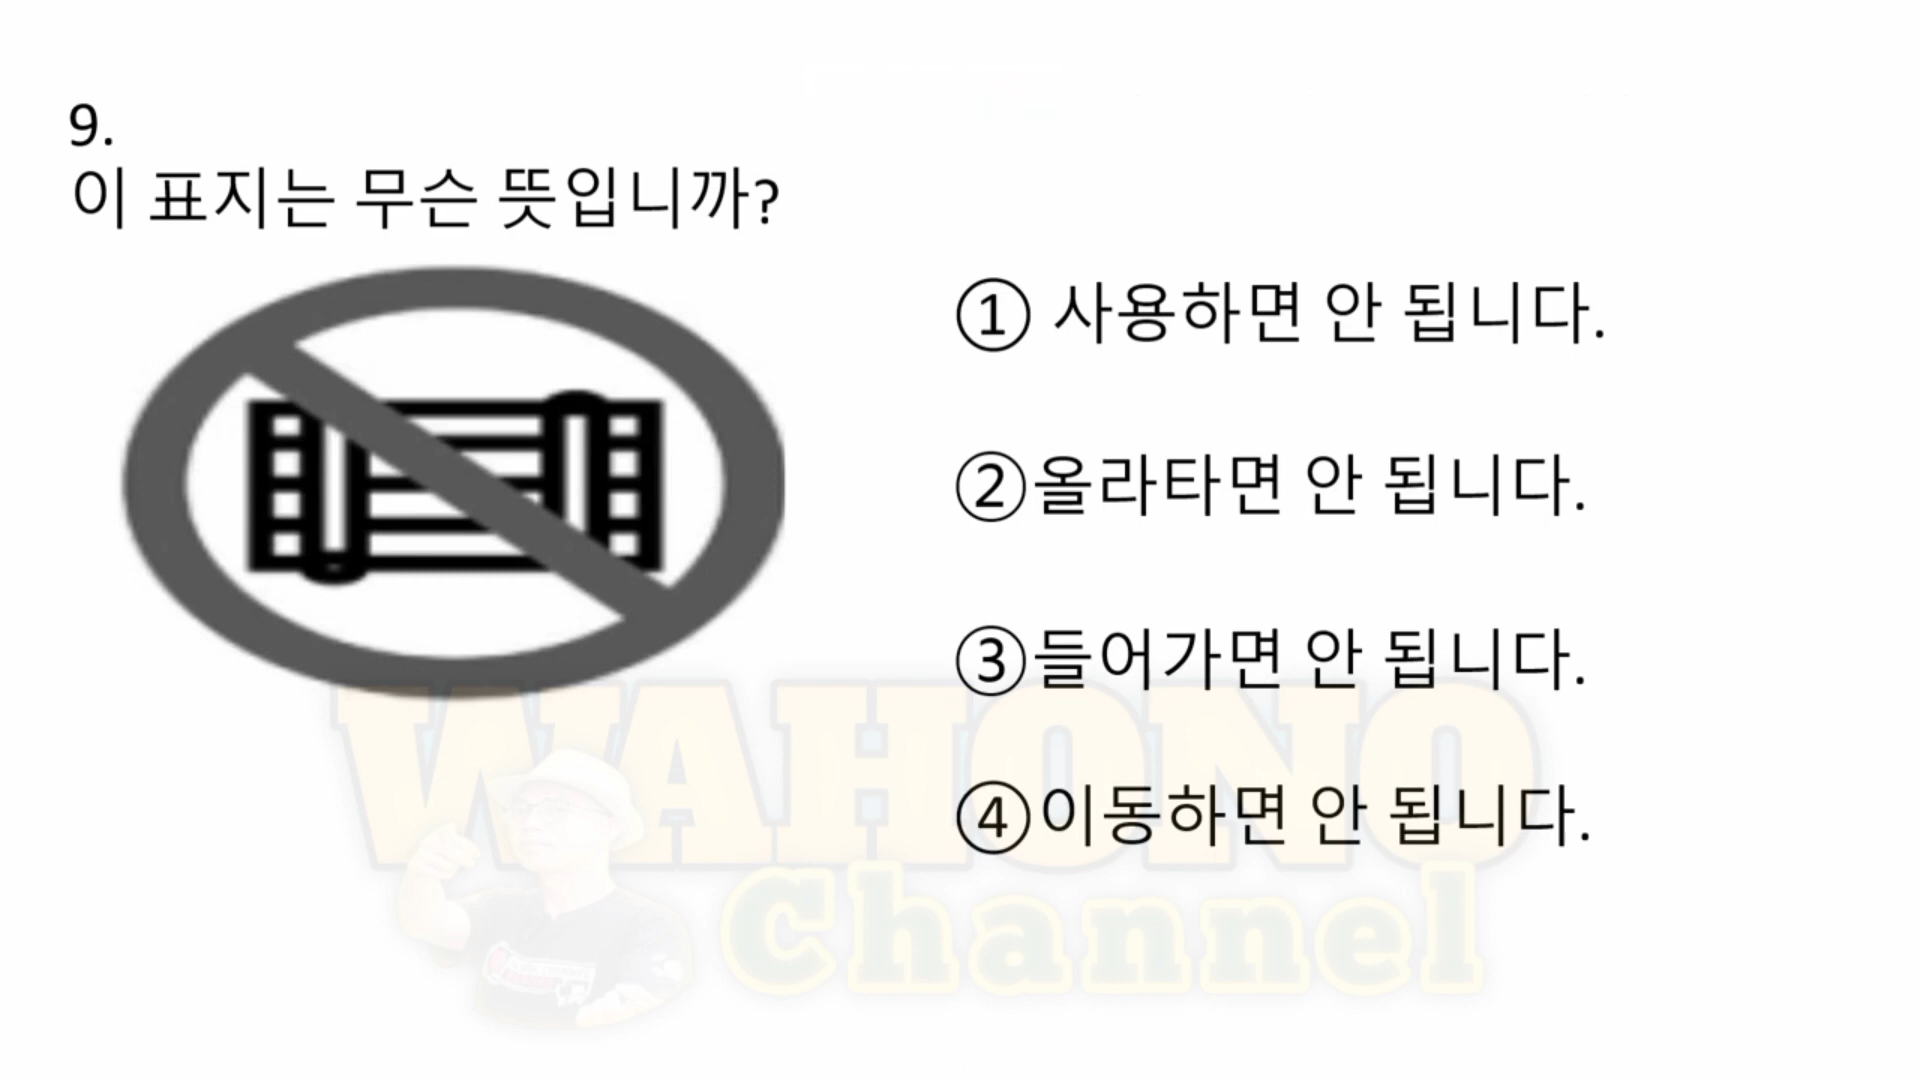 9.
이 표지는 무슨 뜻입니까?
① 사용하면 안 됩니다.
②올라타면 안 됩니다.
③들어가면 안 됩니다.
④이동하면 안 됩니다.
WAHONO
Channel